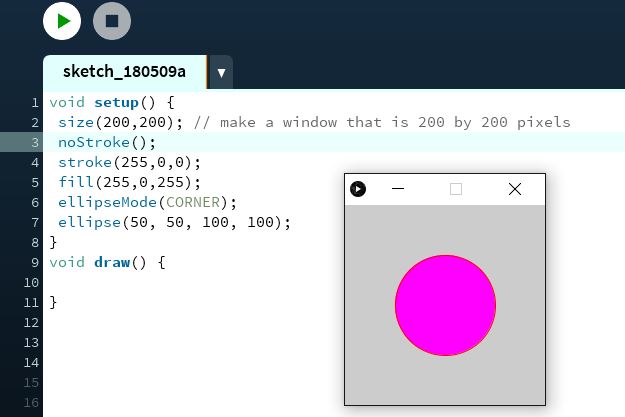 sketch_180509a ▼
1 void setup() {
2 size(200,200); // make a window that is 200 by 200 pixels
3 noStroke();
4 stroke(255,0,0);
5 fill(255,0,255);
6 ellipseMode(CORNER);
7 ellipse(50, 50, 100, 100);
8 }
9 void draw() {
10
11 }
12
13
14
15
16